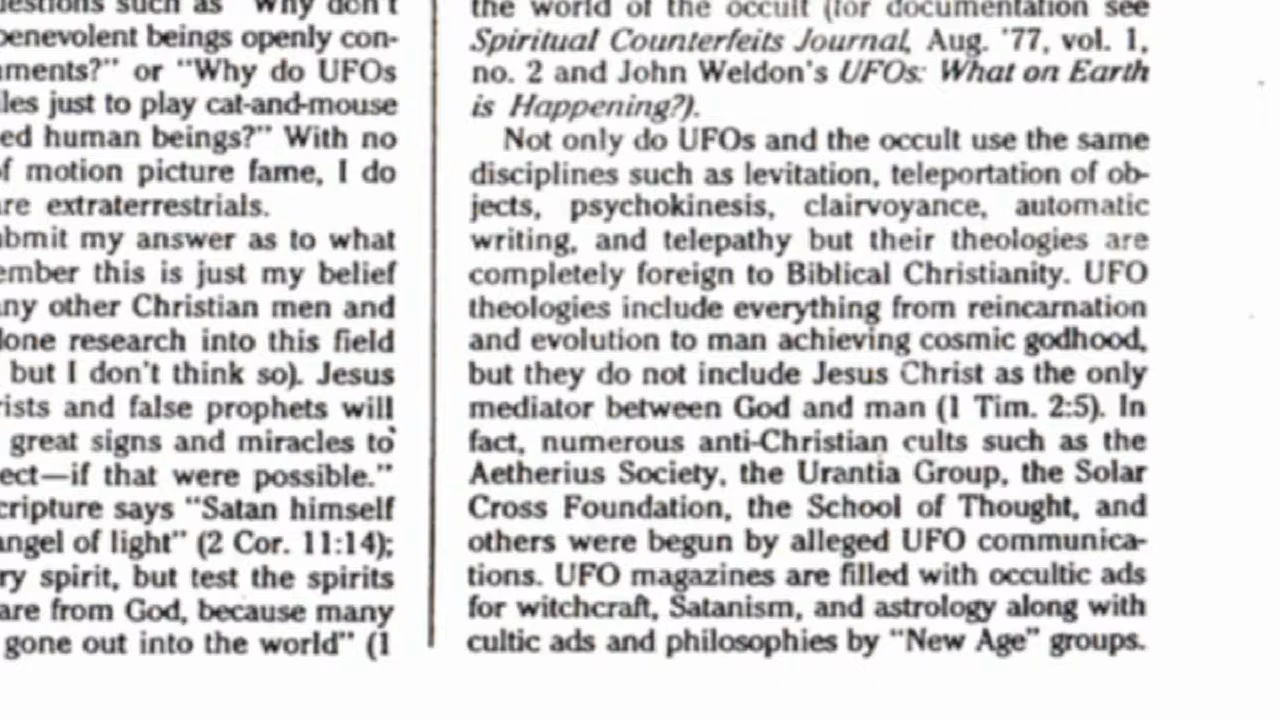 estions such as "Why don't
benevolent beings openly con-
ments?" or "Why do UFOs
les just to play cat-and-mouse
ed human beings?" With no
f motion picture fame, I do
re extraterrestrials.
bmit my answer as to what
ember this is just my belief
ny other Christian men and
lone research into this field
but I don't think so). Jesus
rists and false prophets will
great signs and miracles to
ect—if that were possible."
cripture says "Satan himself
angel of light" (2 Cor. 11:14);
ry spirit, but test the spirits
are from God, because many
gone out into the world" (1
the world of the occult (for documentation see
Spiritual Counterfeits Journal, Aug. '77, vol. 1,
no. 2 and John Weldon's UFOs: What on Earth
is Happening?).
Not only do UFOs and the occult use the same
disciplines such as levitation, teleportation of ob-
jects, psychokinesis, clairvoyance, automatic
writing, and telepathy but their theologies are
completely foreign to Biblical Christianity. UFO
theologies include everything from reincarnation
and evolution to man achieving cosmic godhood,
but they do not include Jesus Christ as the only
mediator between God and man (1 Tim. 2:5). In
fact, numerous anti-Christian cults such as the
Aetherius Society, the Urantia Group, the Solar
Cross Foundation, the School of Thought, and
others were begun by alleged UFO communica-
tions. UFO magazines are filled with occultic ads
for witchcraft, Satanism, and astrology along with
cultic ads and philosophies by "New Age" groups.